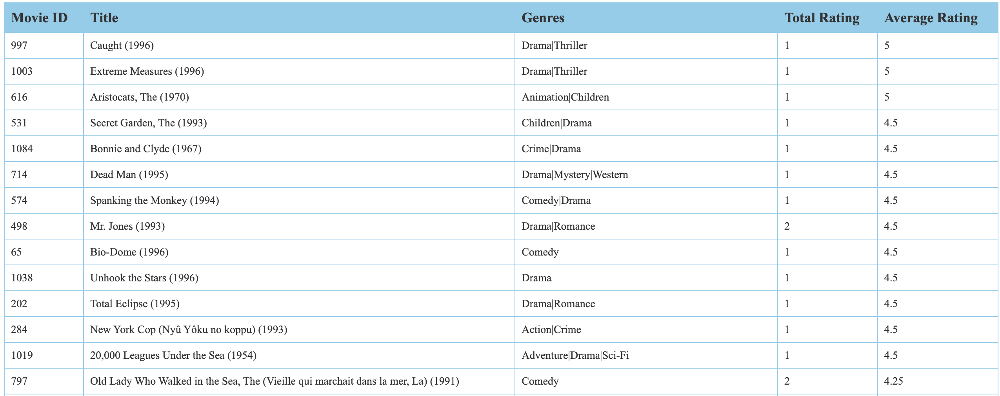 Movie ID Title Genres Total Rating Average Rating
997 Caught (1996) Drama|Thriller 1 5
1003 Extreme Measures (1996) Drama|Thriller 1 5
616 Aristocats, The (1970) Animation|Children 1 5
531 Secret Garden, The (1993) Children|Drama 1 4.5
1084 Bonnie and Clyde (1967) Crime|Drama 1 4.5
714 Dead Man (1995) Drama|Mystery|Western 1 4.5
574 Spanking the Monkey (1994) Comedy|Drama 1 4.5
498 Mr. Jones (1993) Drama|Romance 2 4.5
65 Bio-Dome (1996) Comedy 1 4.5
1038 Unhook the Stars (1996) Drama 1 4.5
202 Total Eclipse (1995) Drama|Romance 1 4.5
284 New York Cop (Nyû Yôku no koppu) (1993) Action|Crime 1 4.5
1019 20,000 Leagues Under the Sea (1954) Adventure|Drama|Sci-Fi 1 4.5
797 Old Lady Who Walked in the Sea, The (Vieille qui marchait dans la mer, La) (1991) Comedy 2 4.25